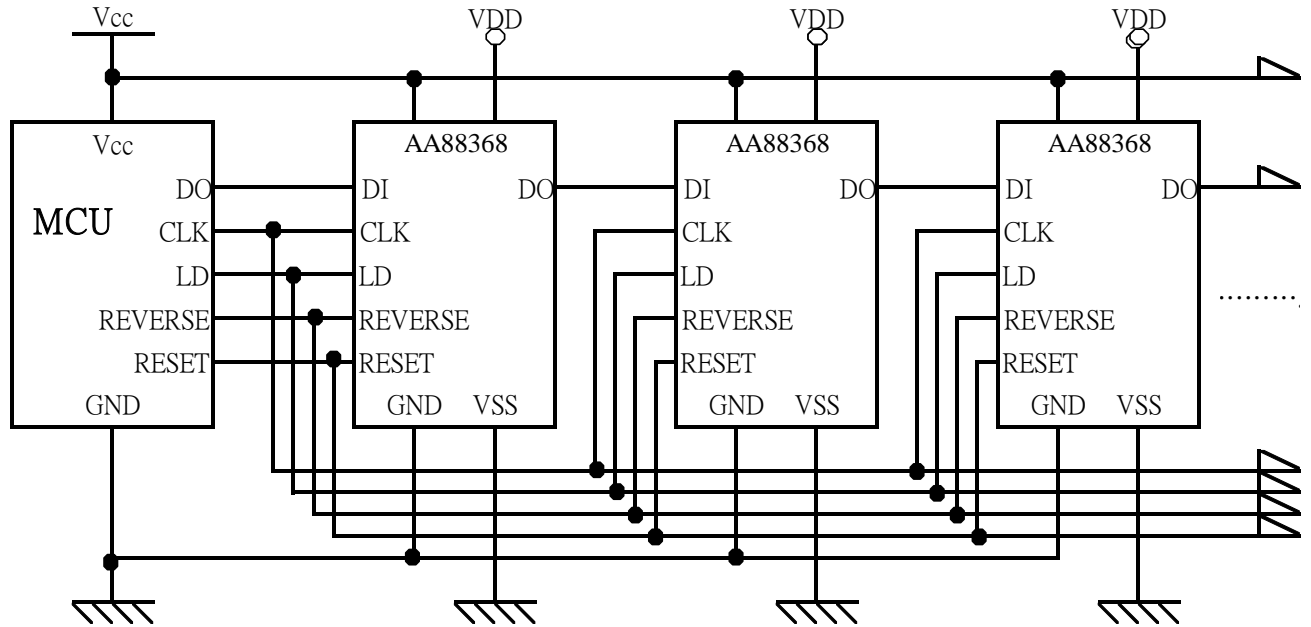 Vcc
VDD
VDD
VDD
Vcc
MCU
DO
CLK
LD
REVERSE
RESET
GND
AA88368
DI
DO
CLK
LD
REVERSE
RESET
GND VSS
AA88368
DI
DO
CLK
LD
REVERSE
RESET
GND VSS
AA88368
DI
DO
CLK
LD
REVERSE
RESET
GND VSS
..........